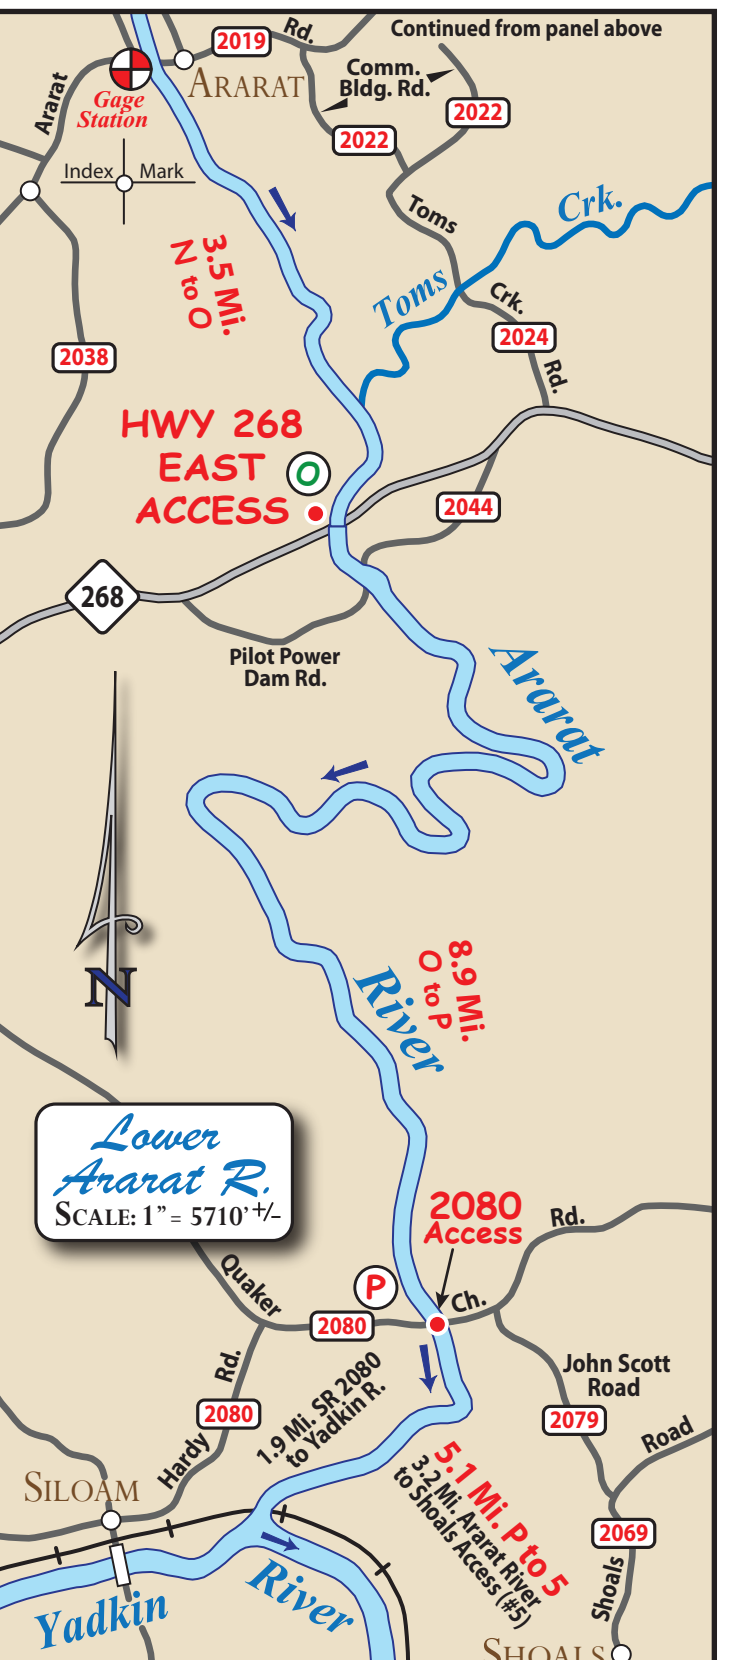 Rd.
Continued from panel above
2019
Ararat
ARARAT
Comm.
Bldg. Rd.
Gage
Station
2022
2022
Index
Mark
Toms
Crk.
3.5 Mi.
N to O
Toms
Crk.
2024
Rd.
2038
HWY 268
EAST
ACCESS
O
2044
268
Pilot Power
Dam Rd.
Ararat
8.9 Mi.
O to P
River
N
Lower
Ararat R.
SCALE: 1"= 5710'+/-
2080
Access
Rd.
Quaker
P
Ch.
2080
Rd.
John Scott
Road
1.9 Mi. SR 2080
to Yadkin R.
2080
2079
Road
Hardy
SILOAM
5.1 Mi. P to 5
3.2 Mi. Ararat River
to Shoals Access (#5)
2069
Shoals
Yadkin
River
SHOALS